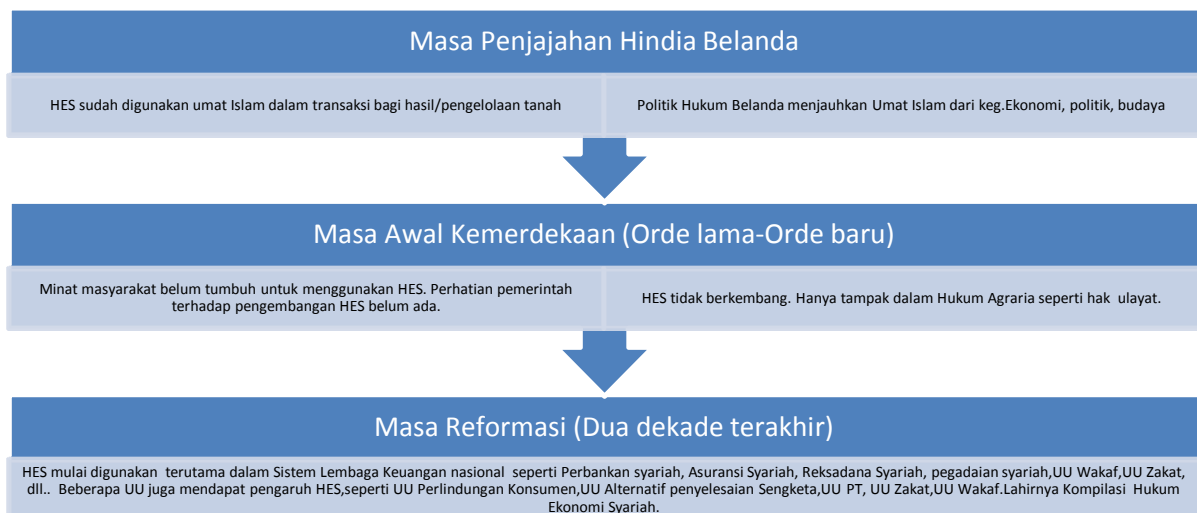 Masa Penjajahan Hindia Belanda
HES sudah digunakan umat Islam dalam transaksi bagi hasil/pengelolaan tanah
Politik Hukum Belanda menjauhkan Umat Islam dari keg.Ekonomi, politik, budaya
Masa Awal Kemerdekaan (Orde lama-Orde baru)
Minat masyarakat belum tumbuh untuk menggunakan HES. Perhatian pemerintah
terhadap pengembangan HES belum ada.
HES tidak berkembang. Hanya tampak dalam Hukum Agraria seperti hak  ulayat.
Masa Reformasi (Dua dekade terakhir)
HES mulai digunakan  terutama dalam Sistem Lembaga Keuangan nasional  seperti Perbankan syariah, Asuransi Syariah, Reksadana Syariah, pegadaian syariah,UU Wakaf,UU Zakat,
dll..  Beberapa UU juga mendapat pengaruh HES,seperti UU Perlindungan Konsumen,UU Alternatif penyelesaian Sengketa,UU PT, UU Zakat,UU Wakaf.Lahirnya Kompilasi  Hukum
Ekonomi Syariah.